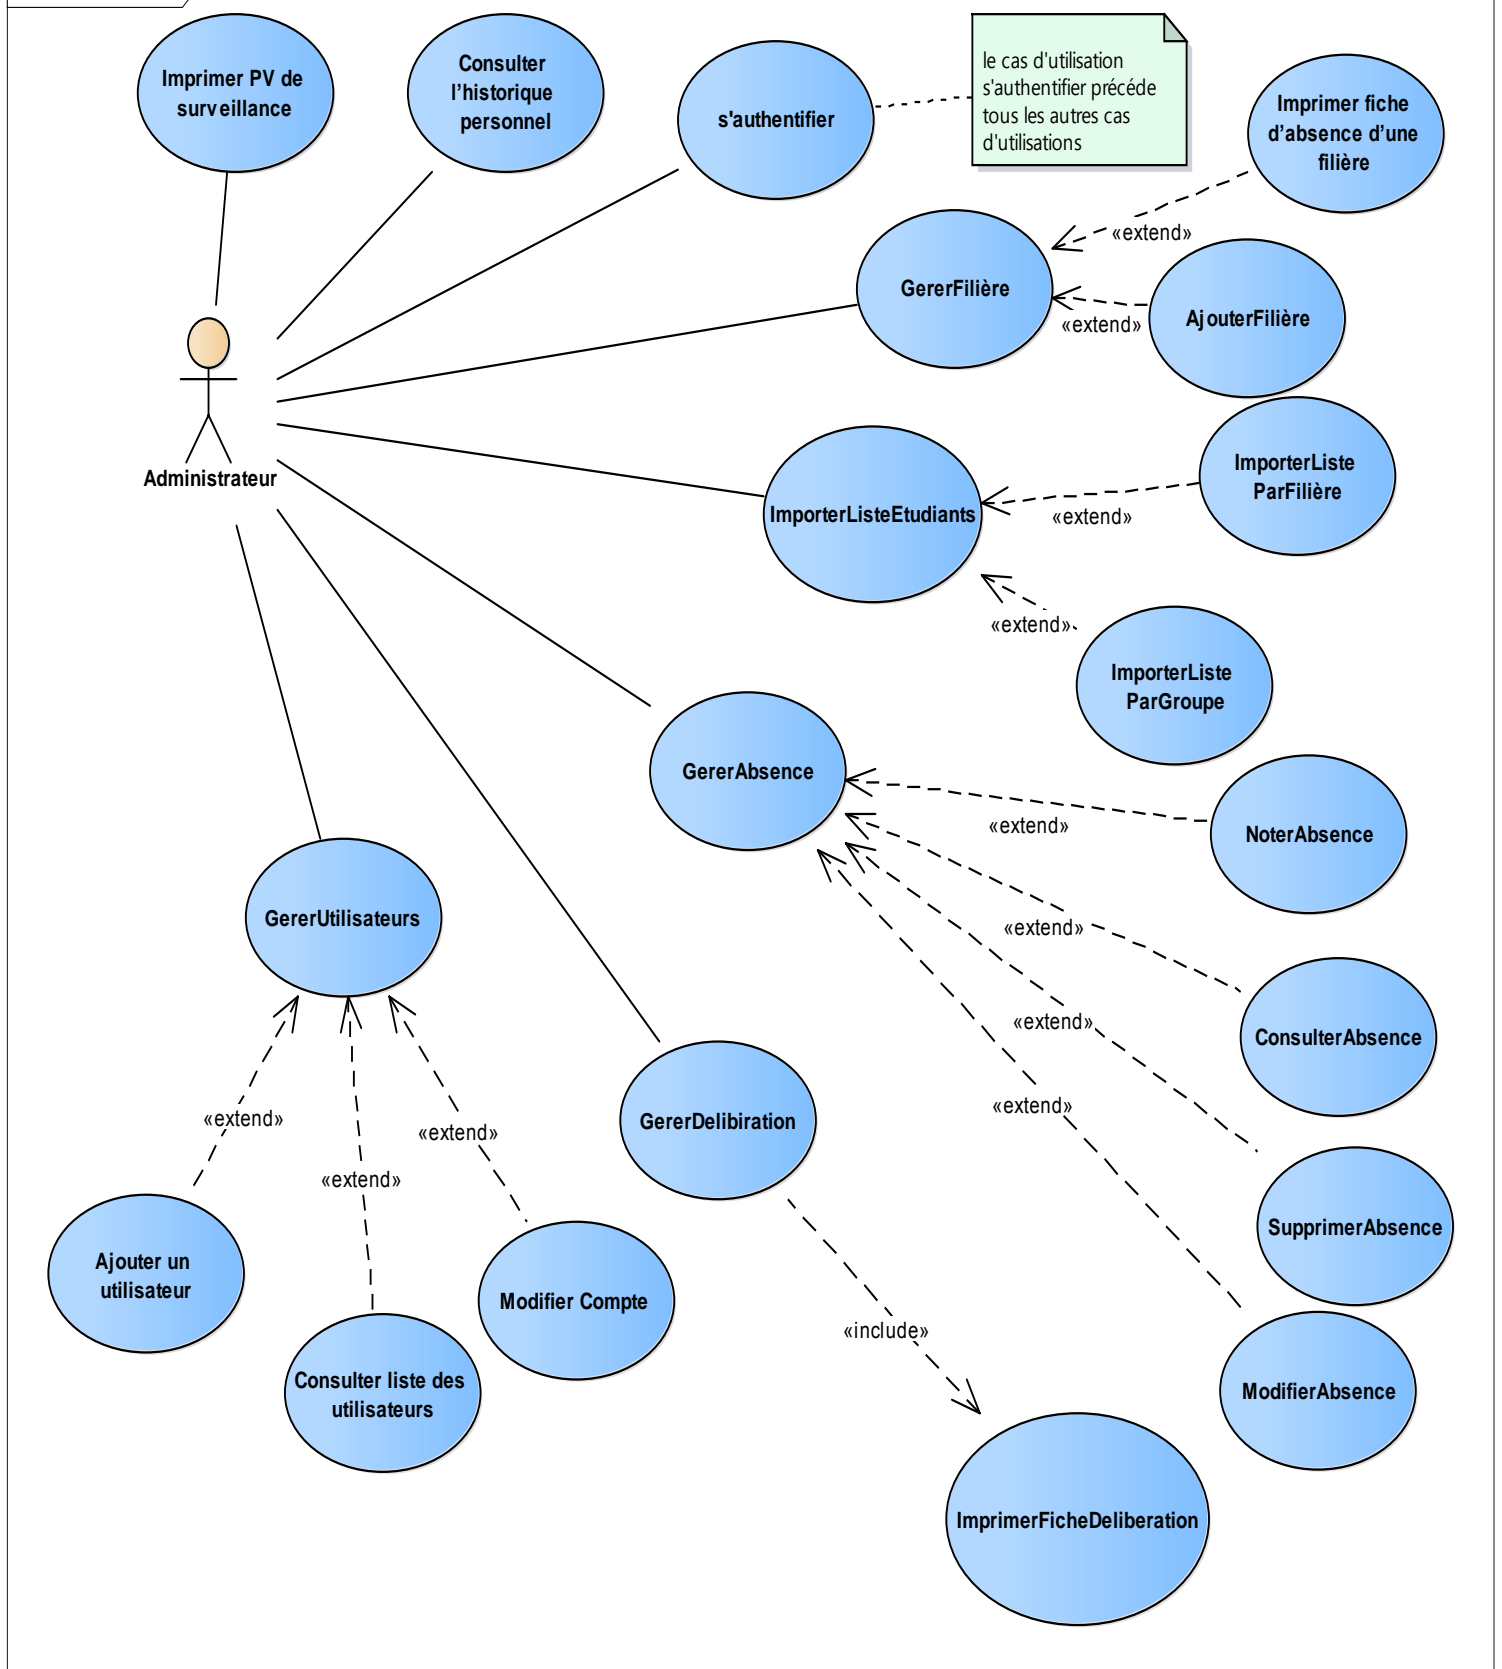 Imprimer PV de
surveillance
Consulter
l’historique
personnel
s'authentifier
le cas d'utilisation
s'authentifier précéde
tous les autres cas
d'utilisations
Imprimer fiche
d’absence d’une
filière
«extend»
GererFilière
«extend»
AjouterFilière
Administrateur
ImporterListeEtudiants
«extend»
ImporterListe
ParFilière
«extend»
ImporterListe
ParGroupe
GererAbsence
«extend»
NoterAbsence
GererUtilisateurs
«extend»
ConsulterAbsence
«extend»
«extend»
«extend»
«extend»
«extend»
GererDelibiration
SupprimerAbsence
Ajouter un
utilisateur
Modifier Compte
«include»
Consulter liste des
utilisateurs
ModifierAbsence
ImprimerFicheDeliberation